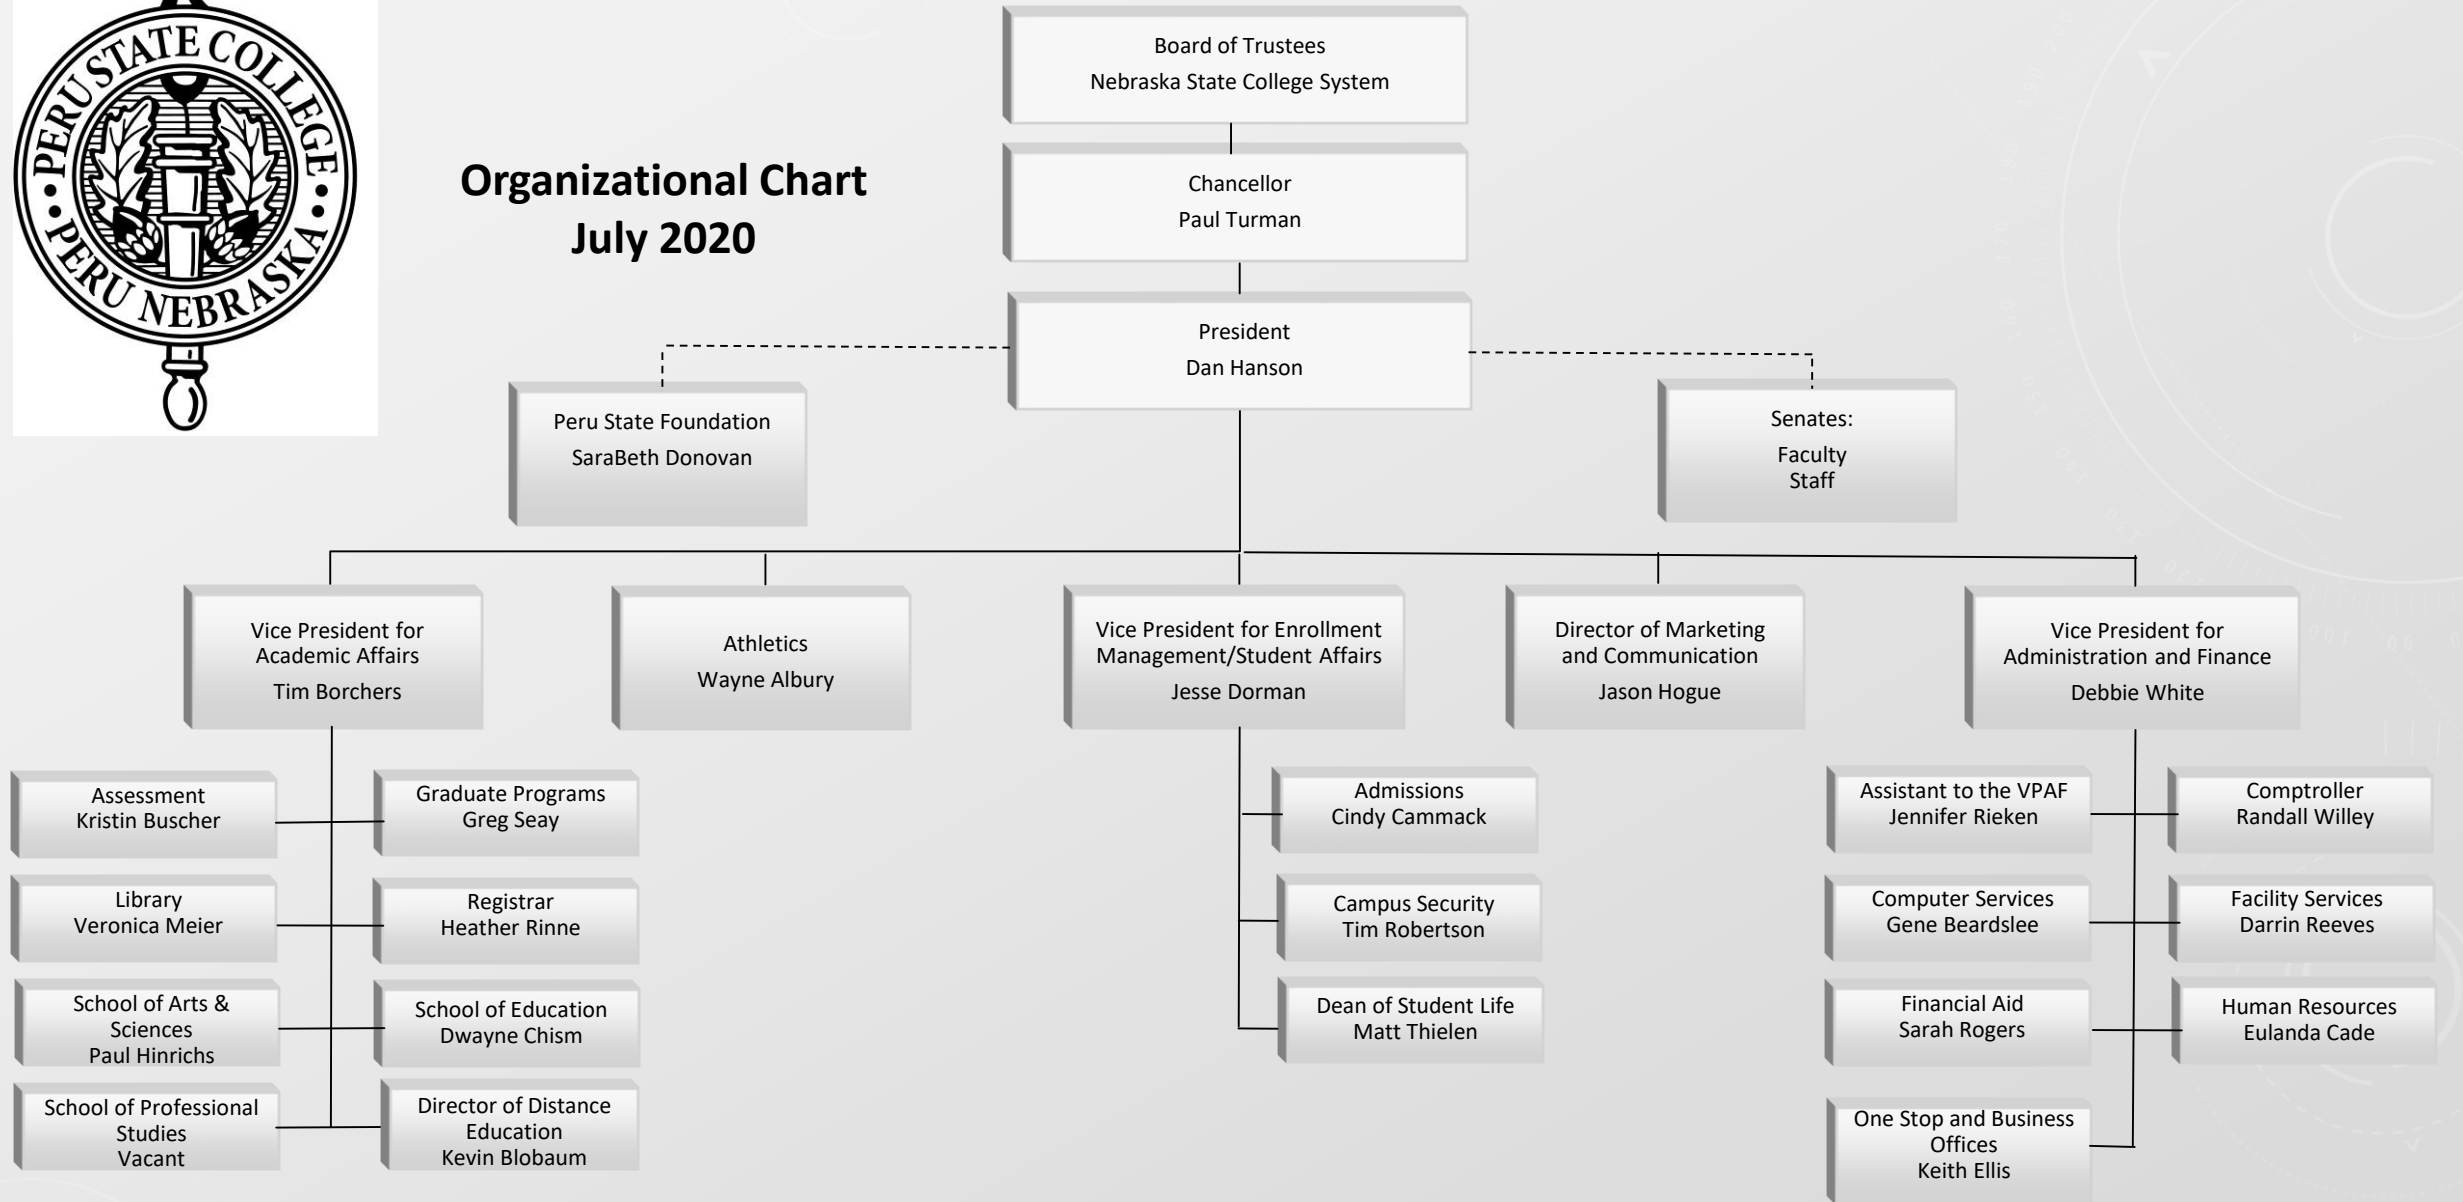 PERU STATE COLLEGE
PERU NEBRASKA
Organizational Chart
July 2020
Board of Trustees
Nebraska State College System
Chancellor
Paul Turman
President
Dan Hanson
Peru State Foundation
SaraBeth Donovan
Senates:
Faculty
Staff
Vice President for
Academic Affairs
Tim Borchers
Athletics
Wayne Albury
Vice President for Enrollment
Management/Student Affairs
Jesse Dorman
Director of Marketing
and Communication
Jason Hogue
Vice President for
Administration and Finance
Debbie White
Assessment
Kristin Buscher
Graduate Programs
Greg Seay
Library
Veronica Meier
Registrar
Heather Rinne
School of Arts &
Sciences
Paul Hinrichs
School of Education
Dwayne Chism
School of Professional
Studies
Vacant
Director of Distance
Education
Kevin Blobaum
Admissions
Cindy Cammack
Campus Security
Tim Robertson
Dean of Student Life
Matt Thielen
Assistant to the VPAF
Jennifer Rieken
Comptroller
Randall Willey
Computer Services
Gene Beardslee
Facility Services
Darrin Reeves
Financial Aid
Sarah Rogers
Human Resources
Eulanda Cade
One Stop and Business
Offices
Keith Ellis